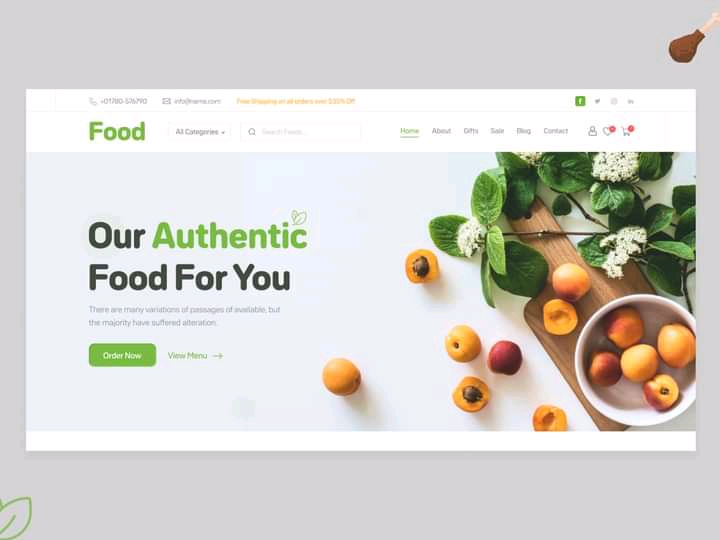 +01780-576790 info@name.com Free Shipping on all orders over $35% Off
Food All Categories Search Foods... Home About Gifts Sale Blog Contact
Our Authentic
Food For You
There are many variations of passages of available, but
the majority have suffered alteration.
Order Now View Menu